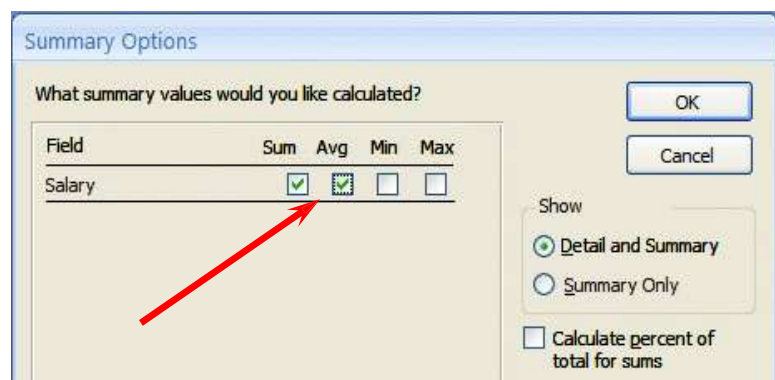 Summary Options
What summary values would you like calculated?
OK
Cancel
Field Sum Avg Min Max
Salary
Show
Detail and Summary
Summary Only
Calculate percent of
total for sums